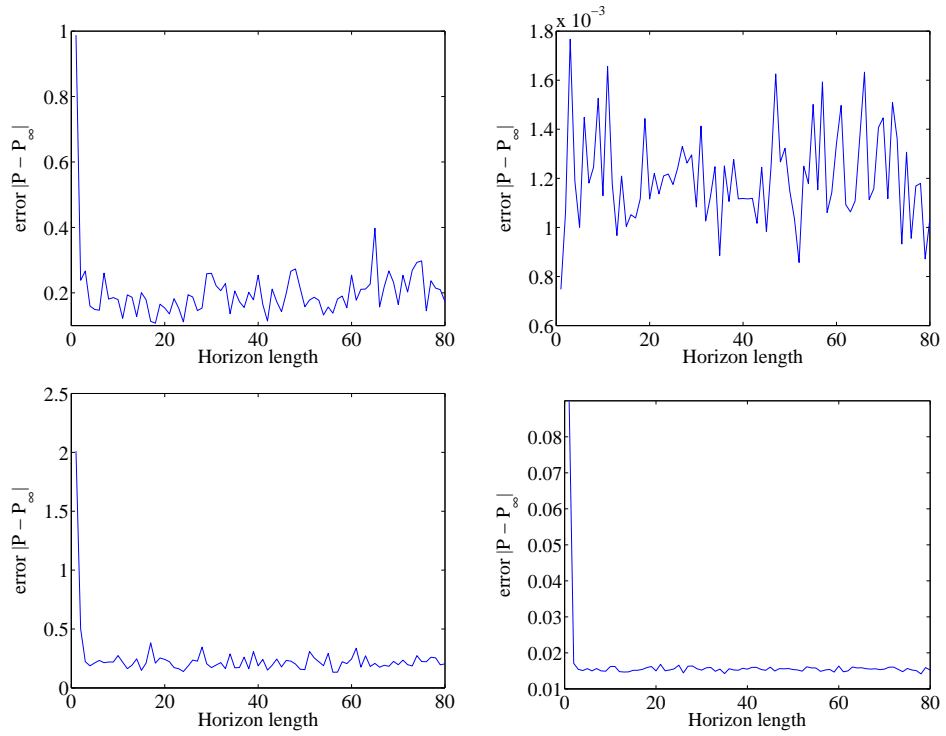 1
0.8
0.6
0.4
0.2
0 20 40 60 80
Horizon length
error |P − P∞|
x 10−3
1.8
1.6
1.4
1.2
1
0.8
0.6
0 20 40 60 80
Horizon length
error |P − P∞|
2.5
2
1.5
1
0.5
0
0 20 40 60 80
Horizon length
error |P − P∞|
0.08
0.07
0.06
0.05
0.04
0.03
0.02
0.01
0 20 40 60 80
Horizon length
error |P − P∞|